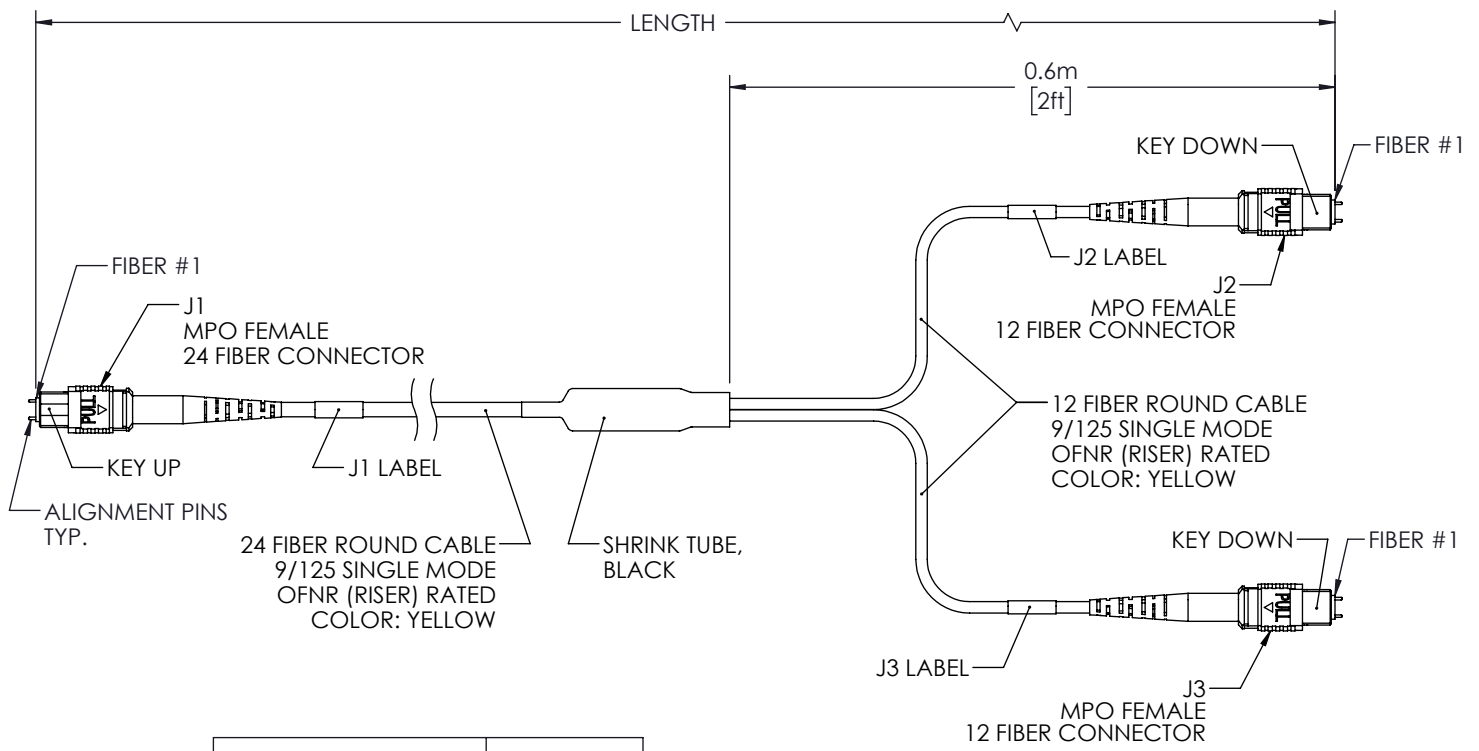 LENGTH
0.6m
[2ft]
KEY DOWN
FIBER #1
PULL
J2 LABEL
J2
MPO FEMALE
12 FIBER CONNECTOR
FIBER #1
J1
MPO FEMALE
24 FIBER CONNECTOR
PULL
KEY UP
J1 LABEL
ALIGNMENT PINS
TYP.
24 FIBER ROUND CABLE
9/125 SINGLE MODE
OFNR (RISER) RATED
COLOR: YELLOW
SHRINK TUBE,
BLACK
12 FIBER ROUND CABLE
9/125 SINGLE MODE
OFNR (RISER) RATED
COLOR: YELLOW
KEY DOWN
FIBER #1
PULL
J3 LABEL
J3
MPO FEMALE
12 FIBER CONNECTOR